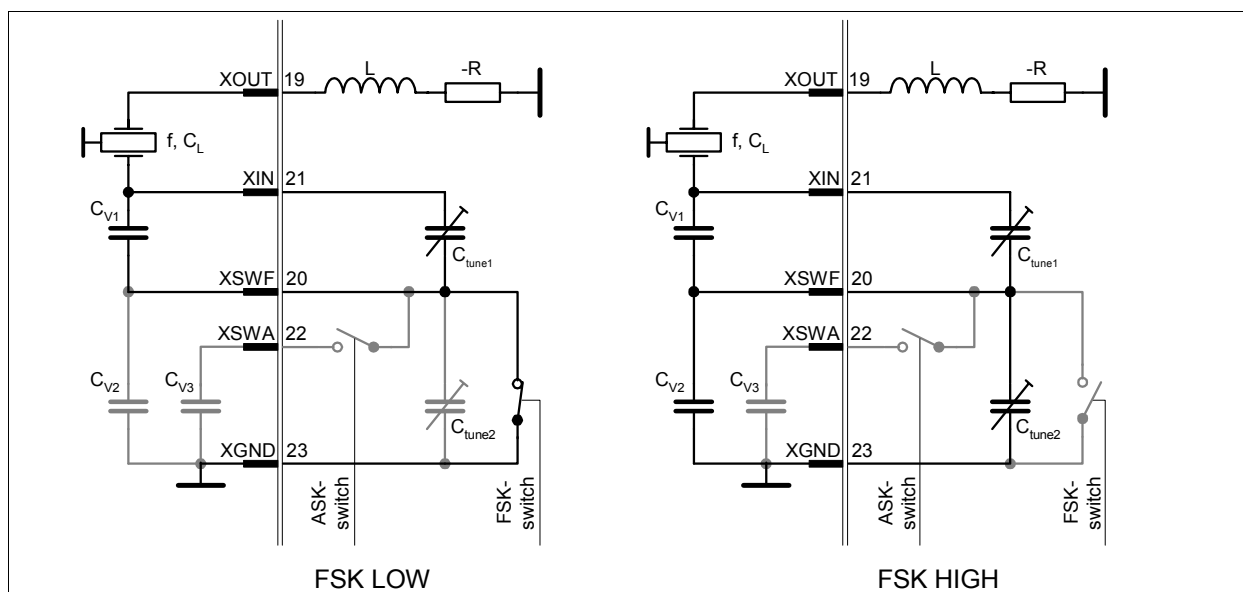 XOUT 19 L -R
f, CL
XIN 21
CV1
Ctune1
XSWF 20
XSWA 22
CV2 CV3
Ctune2
XGND 23
ASK-
switch
FSK-
switch
FSK LOW
XOUT 19 L -R
f, CL
XIN 21
CV1
Ctune1
XSWF 20
XSWA 22
CV2 CV3
Ctune2
XGND 23
ASK-
switch
FSK-
switch
FSK HIGH